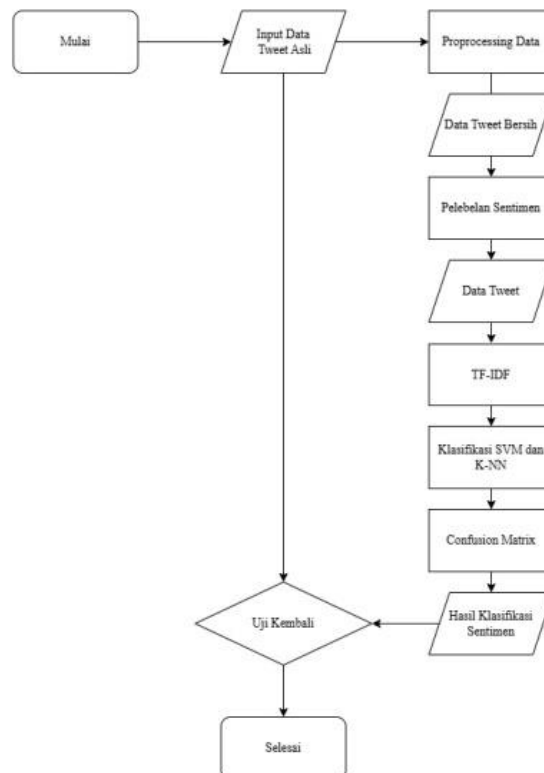 Mulai
Input Data
Tweet Asli
Proprocessing Data
Data Tweet Bersih
Pelebelan Sentimen
Data Tweet
TF-IDF
Klasifikasi SVM dan
K-NN
Confusion Matrix
Hasil Klasifikasi
Sentimen
Uji Kembali
Selesai